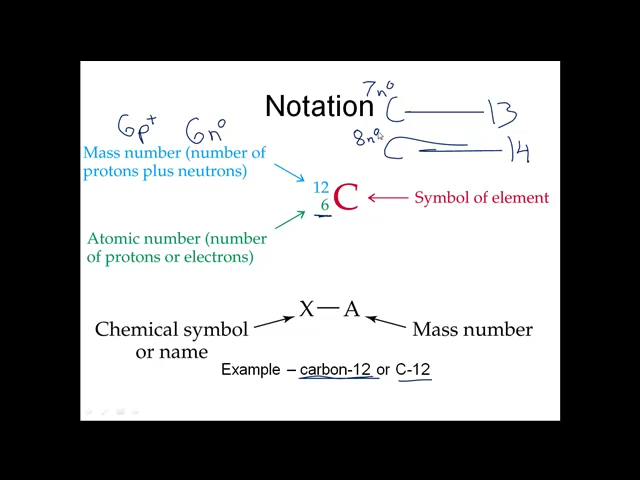 7n⁰
Notation C — 13
6p⁺ 6n⁰
8n⁰ C — 14
Mass number (number of
protons plus neutrons)
12
6 C
Symbol of element
Atomic number (number
of protons or electrons)
X — A
Chemical symbol
or name
Mass number
Example – carbon-12 or C-12